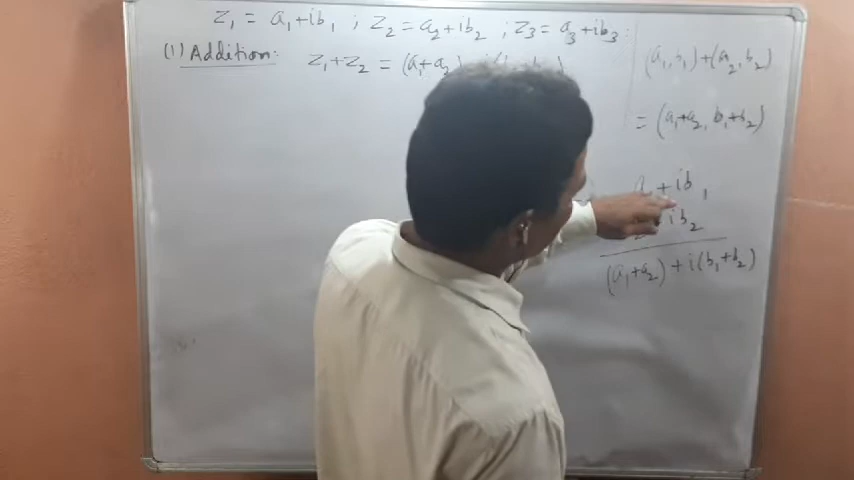 z₁ = a₁+ib₁ ; z₂ = a₂+ib₂ ; z₃ = a₃+ib₃ :
(1) Addition: z₁+z₂ = (a₁+a₂)
(a₁, b₁)+(a₂, b₂)
= (a₁+a₂, b₁+b₂)
+ ib₁
ib₂
(a₁+a₂) + i(b₁+b₂)